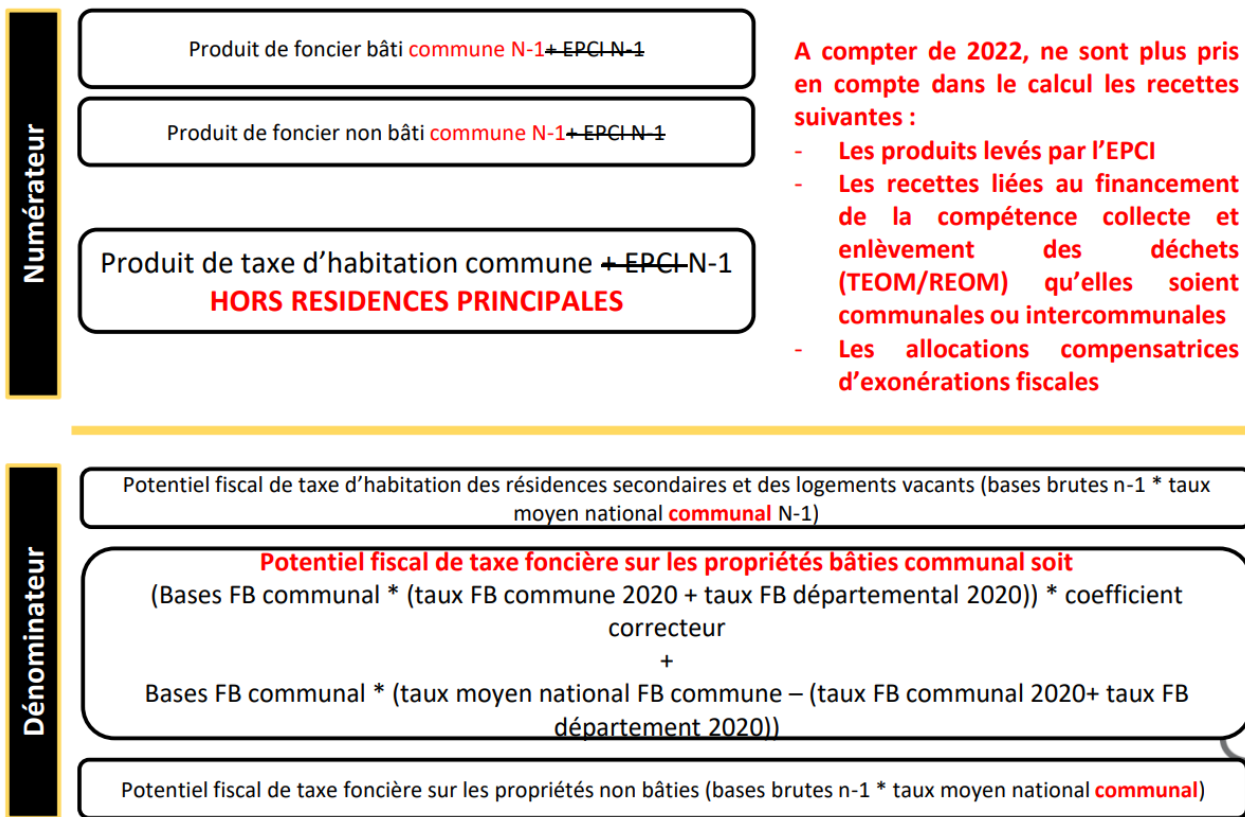 Numérateur
Produit de foncier bâti commune N-1+ EPCI N-1
Produit de foncier non bâti commune N-1+ EPCI N-1
Produit de taxe d’habitation commune + EPCI N-1
HORS RESIDENCES PRINCIPALES
A compter de 2022, ne sont plus pris
en compte dans le calcul les recettes
suivantes :
- Les produits levés par l’EPCI
- Les recettes liées au financement
de la compétence collecte et
enlèvement des déchets
(TEOM/REOM) qu’elles soient
communales ou intercommunales
- Les allocations compensatrices
d’exonérations fiscales
Dénominateur
Potentiel fiscal de taxe d’habitation des résidences secondaires et des logements vacants (bases brutes n-1 * taux
moyen national communal N-1)
Potentiel fiscal de taxe foncière sur les propriétés bâties communal soit
(Bases FB communal * (taux FB commune 2020 + taux FB départemental 2020)) * coefficient
correcteur
+
Bases FB communal * (taux moyen national FB commune – (taux FB communal 2020+ taux FB
département 2020))
Potentiel fiscal de taxe foncière sur les propriétés non bâties (bases brutes n-1 * taux moyen national communal)